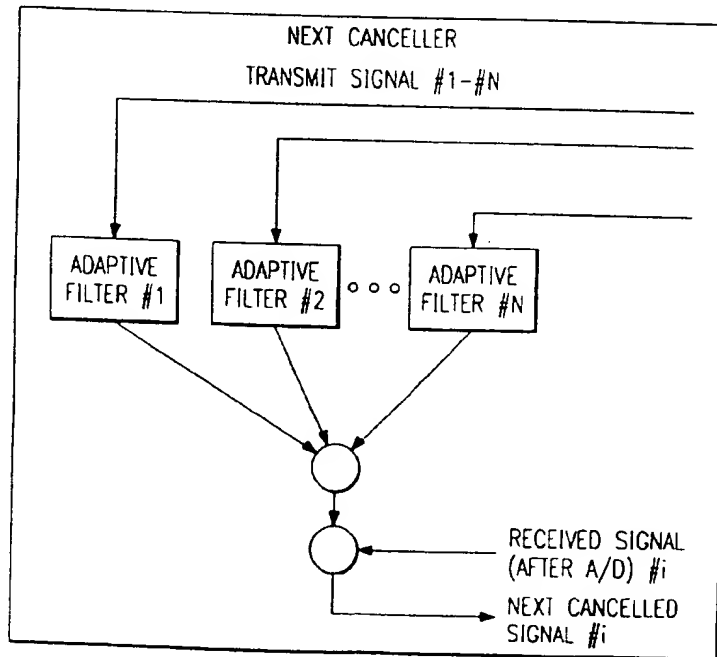 NEXT CANCELLER
TRANSMIT SIGNAL #1-#N
ADAPTIVE
FILTER #1
ADAPTIVE
FILTER #2
ADAPTIVE
FILTER #N
RECEIVED SIGNAL
(AFTER A/D) #i
NEXT CANCELLED
SIGNAL #i